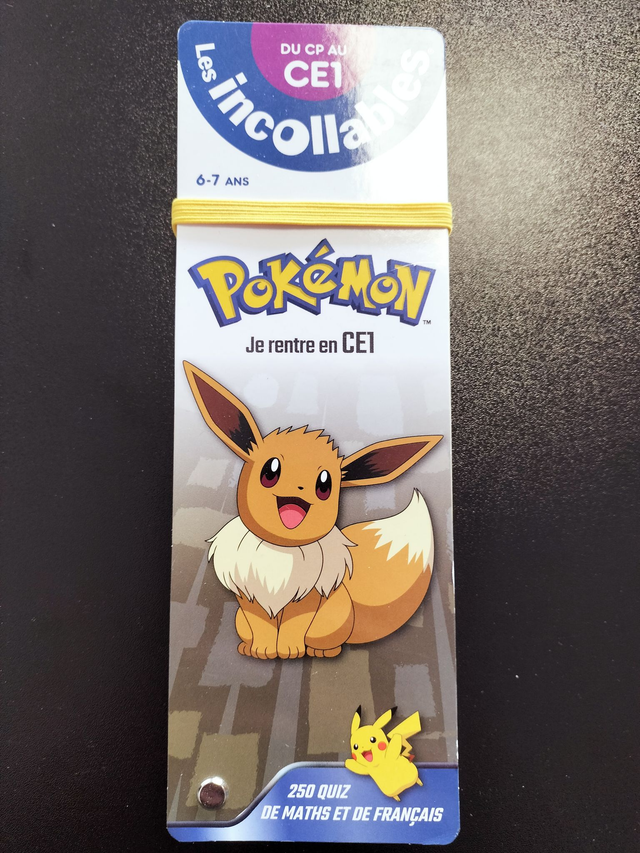 DU CP AU
CE1
Les incollables
6-7 ANS
POKéMON
™
Je rentre en CE1
250 QUIZ
DE MATHS ET DE FRANÇAIS